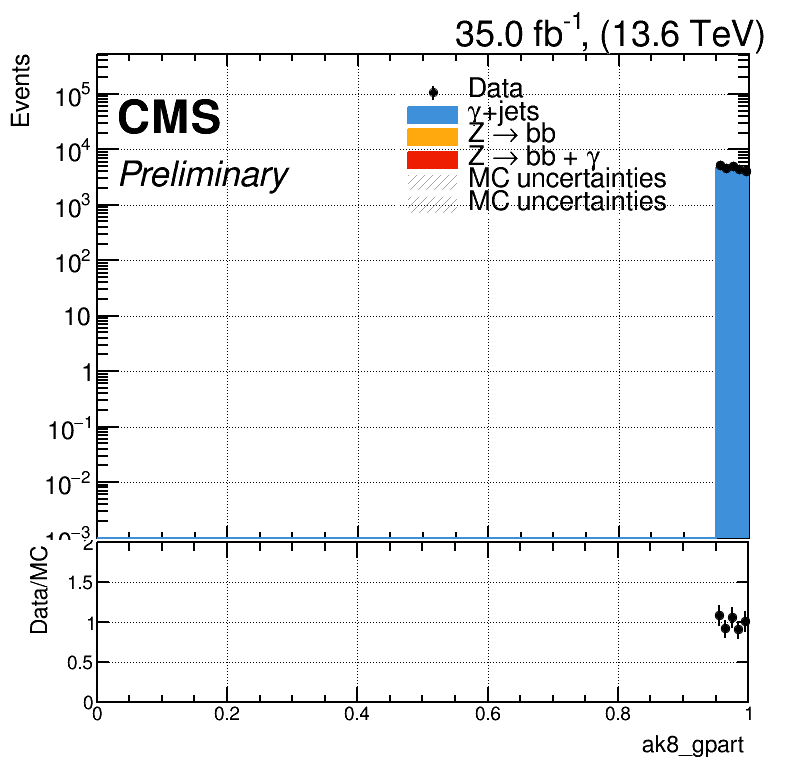 35.0 fb⁻¹, (13.6 TeV)
Events
CMS
Preliminary
Data
γ+jets
Z → bb
Z → bb + γ
MC uncertainties
MC uncertainties
10⁵
10⁴
10³
10²
10
1
10⁻¹
10⁻²
10⁻³
Data/MC
2
1.5
1
0.5
0
0 0.2 0.4 0.6 0.8 1
ak8_gpart